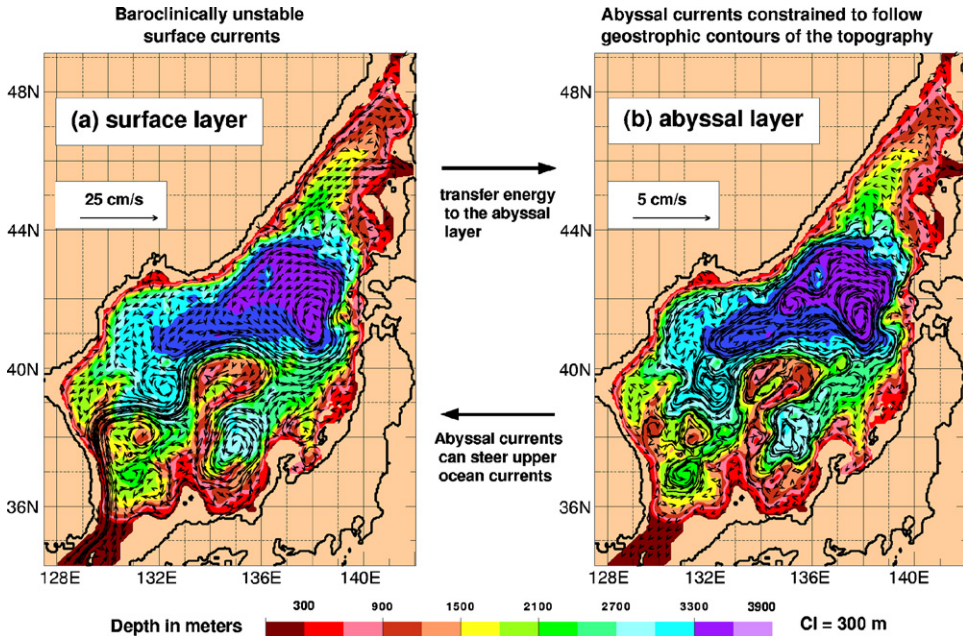 Baroclinically unstable
surface currents
Abyssal currents constrained to follow
geostrophic contours of the topography
48N
44N
40N
36N
(a) surface layer
25 cm/s
128E 132E 136E 140E
transfer energy
to the abyssal
layer
Abyssal currents
can steer upper
ocean currents
48N
44N
40N
36N
(b) abyssal layer
5 cm/s
128E 132E 136E 140E
300 900 1500 2100 2700 3300 3900
Depth in meters
CI = 300 m